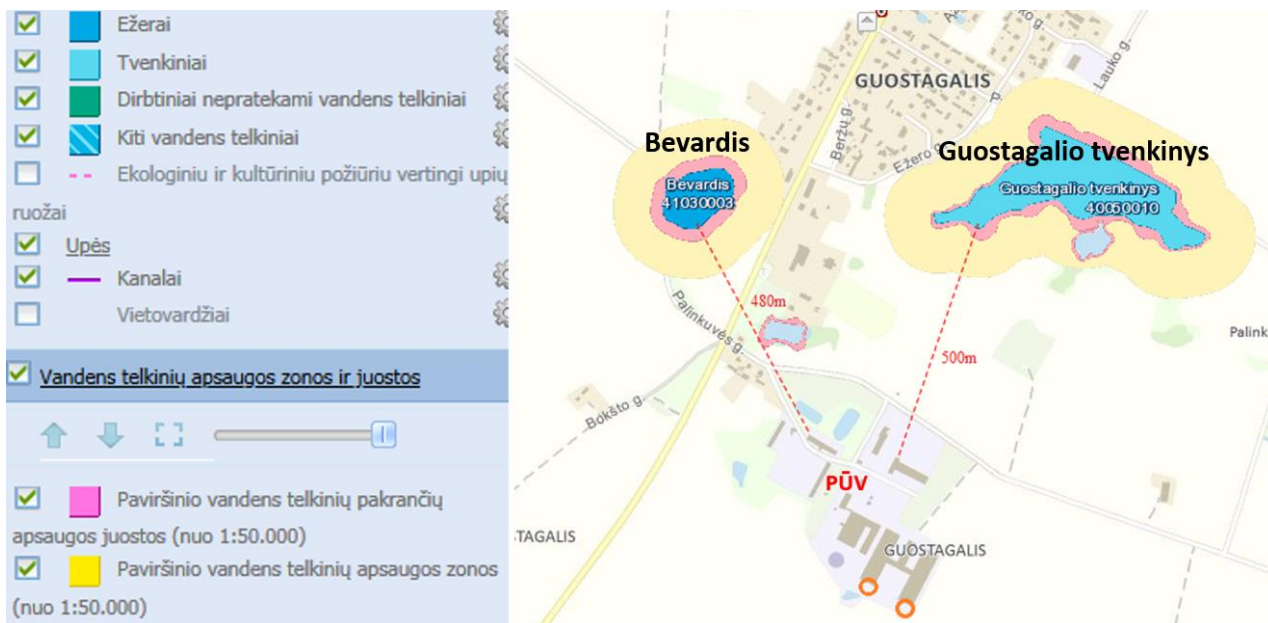 Ežerai
Tvenkiniai
Dirbtiniai nepratekami vandens telkiniai
Kiti vandens telkiniai
Ekologiniu ir kultūriniu požiūriu vertingi upių
ruožai
Upės
Kanalai
Vietovardžiai
Vandens telkinių apsaugos zonos ir juostos
Paviršinio vandens telkinių pakrančių
apsaugos juostos (nuo 1:50.000)
Paviršinio vandens telkinių apsaugos zonos
(nuo 1:50.000)
GUOSTAGALIS
Lauko g.
Beržų g.
Ežero g.
Bevardis
Bevardis
41030003
Guostagalio tvenkinys
Guostagalio tvenkinys
40050010
480m
500m
Palinkuvės g.
Palink
Bokšto g.
PŪV
TAGALIS
GUOSTAGALIS